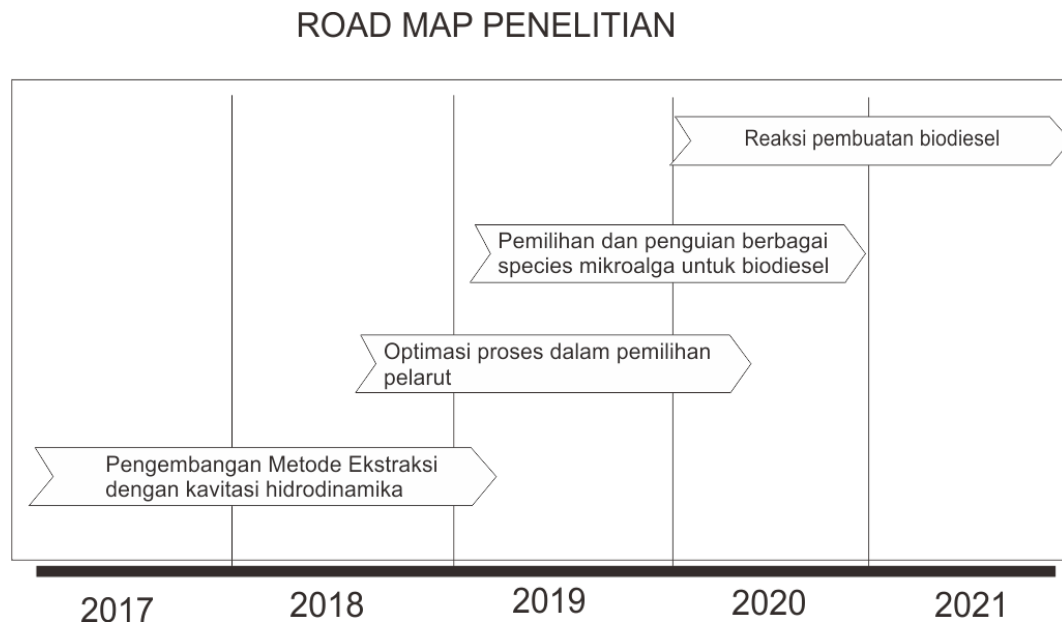 ROAD MAP PENELITIAN
Reaksi pembuatan biodiesel
Pemilihan dan penguian berbagai
species mikroalga untuk biodiesel
Optimasi proses dalam pemilihan
pelarut
Pengembangan Metode Ekstraksi
dengan kavitasi hidrodinamika
2017 2018 2019 2020 2021